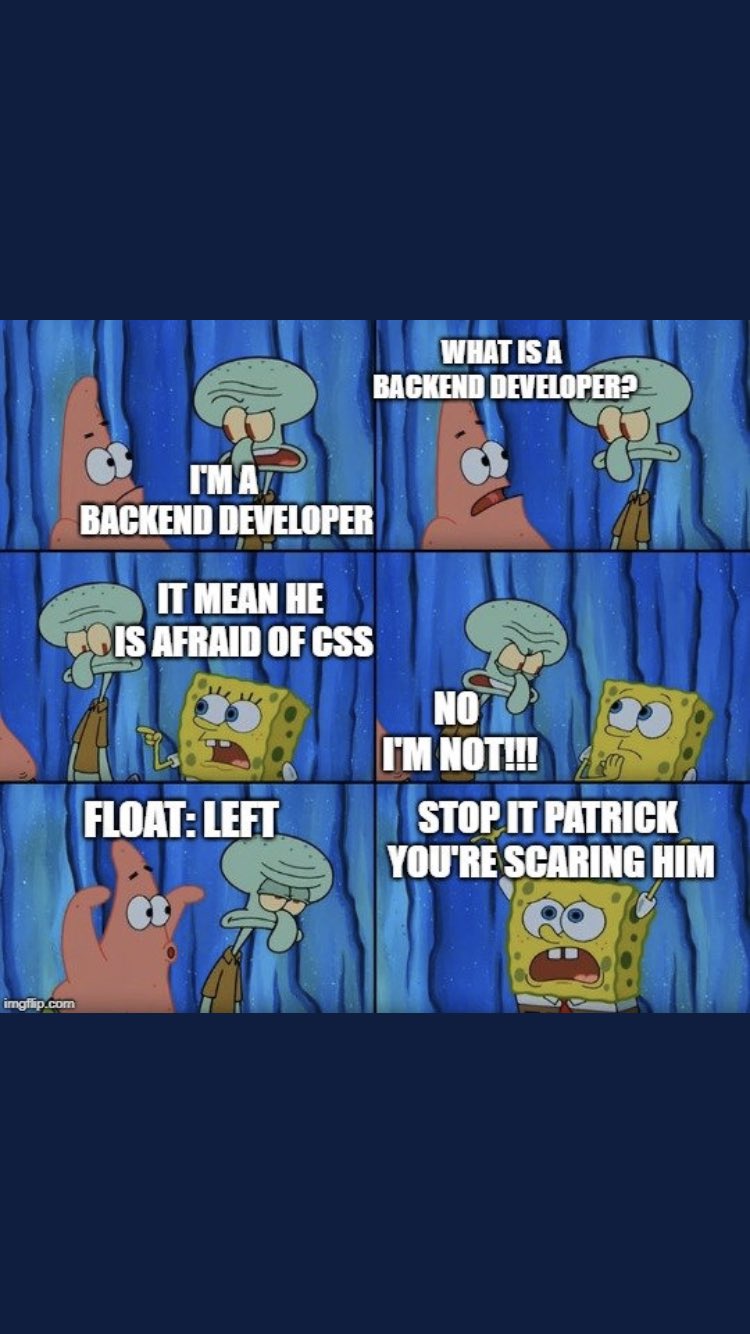 I'M A
BACKEND DEVELOPER
WHAT IS A
BACKEND DEVELOPER?
IT MEAN HE
IS AFRAID OF CSS
NO
I'M NOT!!!
FLOAT: LEFT
STOP IT PATRICK
YOU'RE SCARING HIM
imgflip.com